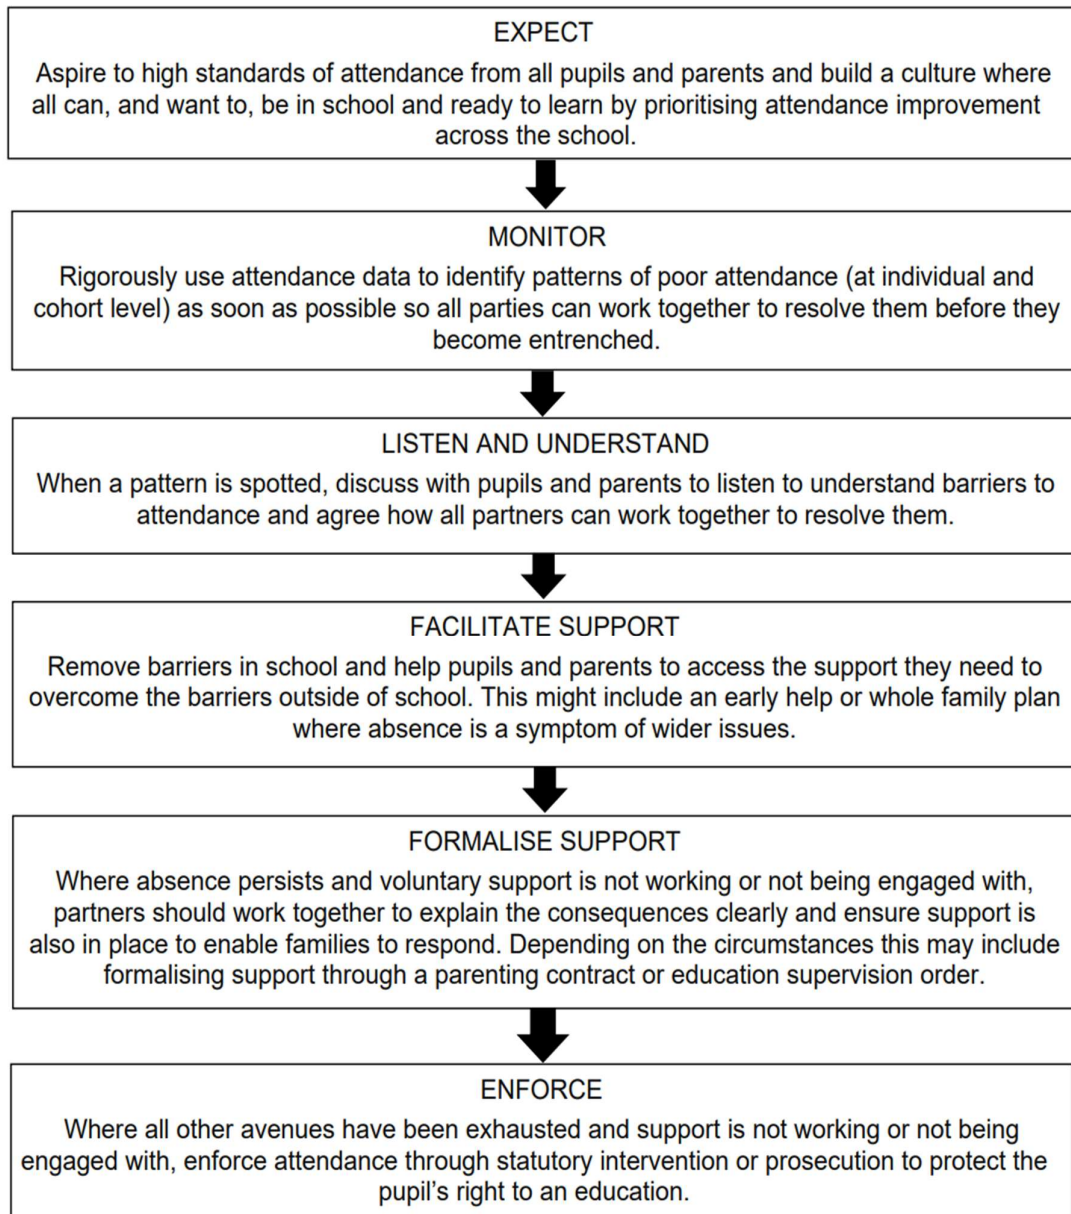 EXPECT
Aspire to high standards of attendance from all pupils and parents and build a culture where
all can, and want to, be in school and ready to learn by prioritising attendance improvement
across the school.
MONITOR
Rigorously use attendance data to identify patterns of poor attendance (at individual and
cohort level) as soon as possible so all parties can work together to resolve them before they
become entrenched.
LISTEN AND UNDERSTAND
When a pattern is spotted, discuss with pupils and parents to listen to understand barriers to
attendance and agree how all partners can work together to resolve them.
FACILITATE SUPPORT
Remove barriers in school and help pupils and parents to access the support they need to
overcome the barriers outside of school. This might include an early help or whole family plan
where absence is a symptom of wider issues.
FORMALISE SUPPORT
Where absence persists and voluntary support is not working or not being engaged with,
partners should work together to explain the consequences clearly and ensure support is
also in place to enable families to respond. Depending on the circumstances this may include
formalising support through a parenting contract or education supervision order.
ENFORCE
Where all other avenues have been exhausted and support is not working or not being
engaged with, enforce attendance through statutory intervention or prosecution to protect the
pupil’s right to an education.